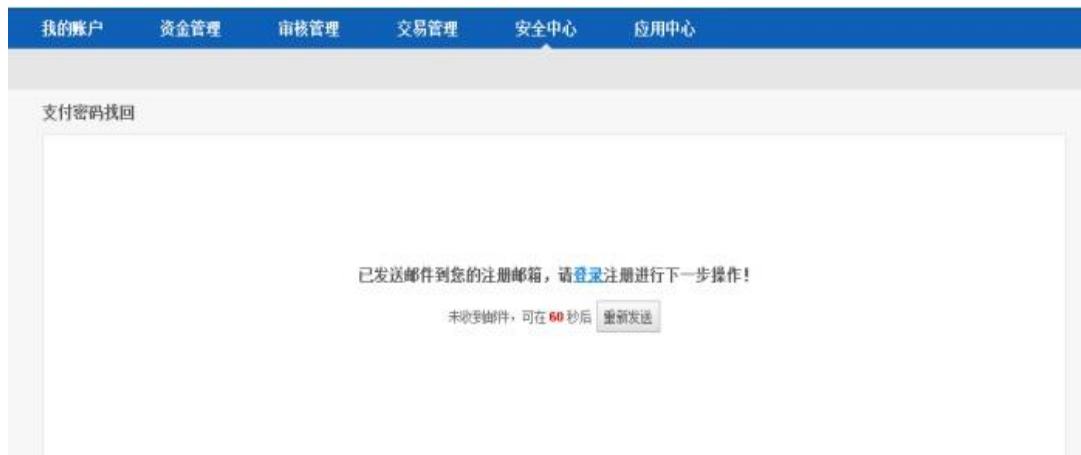 我的账户 资金管理 审核管理 交易管理 安全中心 应用中心
支付密码找回
已发送邮件到您的注册邮箱，请登录注册进行下一步操作！
未收到邮件，可在 60 秒后 重新发送